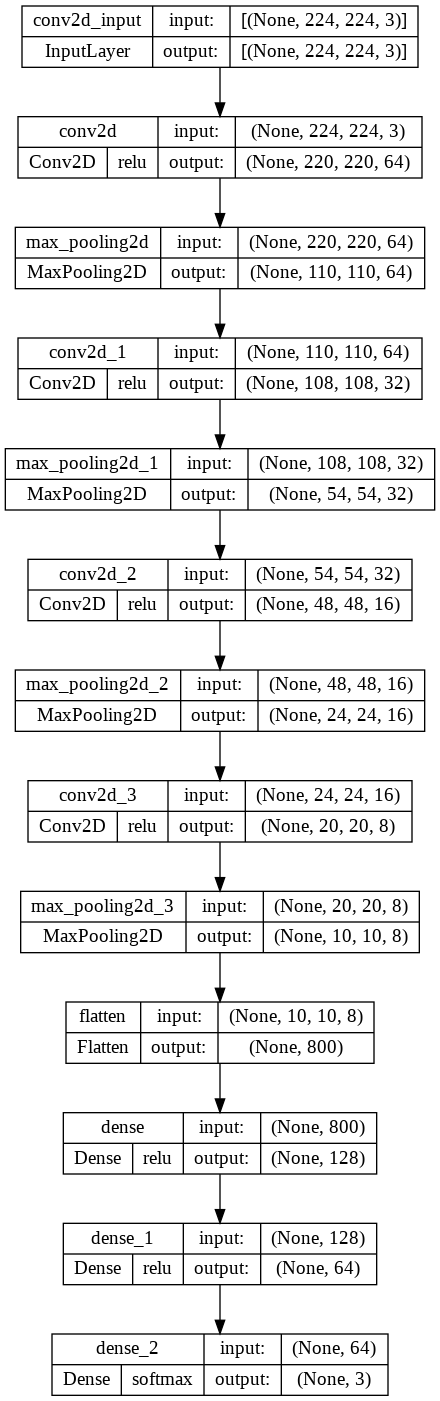 conv2d_input input: [(None, 224, 224, 3)]
InputLayer output: [(None, 224, 224, 3)]
conv2d input: (None, 224, 224, 3)
Conv2D relu output: (None, 220, 220, 64)
max_pooling2d input: (None, 220, 220, 64)
MaxPooling2D output: (None, 110, 110, 64)
conv2d_1 input: (None, 110, 110, 64)
Conv2D relu output: (None, 108, 108, 32)
max_pooling2d_1 input: (None, 108, 108, 32)
MaxPooling2D output: (None, 54, 54, 32)
conv2d_2 input: (None, 54, 54, 32)
Conv2D relu output: (None, 48, 48, 16)
max_pooling2d_2 input: (None, 48, 48, 16)
MaxPooling2D output: (None, 24, 24, 16)
conv2d_3 input: (None, 24, 24, 16)
Conv2D relu output: (None, 20, 20, 8)
max_pooling2d_3 input: (None, 20, 20, 8)
MaxPooling2D output: (None, 10, 10, 8)
flatten input: (None, 10, 10, 8)
Flatten output: (None, 800)
dense input: (None, 800)
Dense relu output: (None, 128)
dense_1 input: (None, 128)
Dense relu output: (None, 64)
dense_2 input: (None, 64)
Dense softmax output: (None, 3)